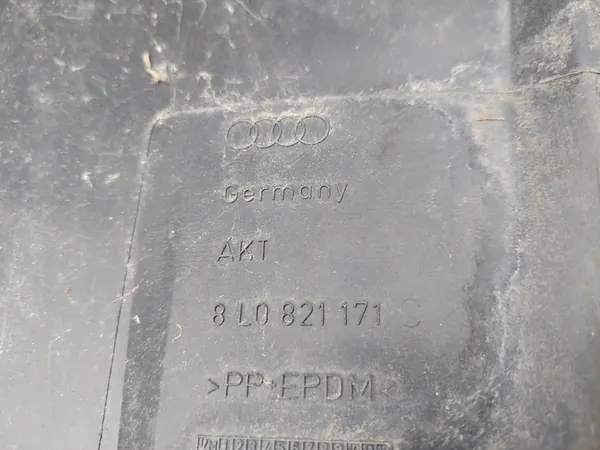 Germany
AKT
8L0 821 171 C
>PP+EPDM<